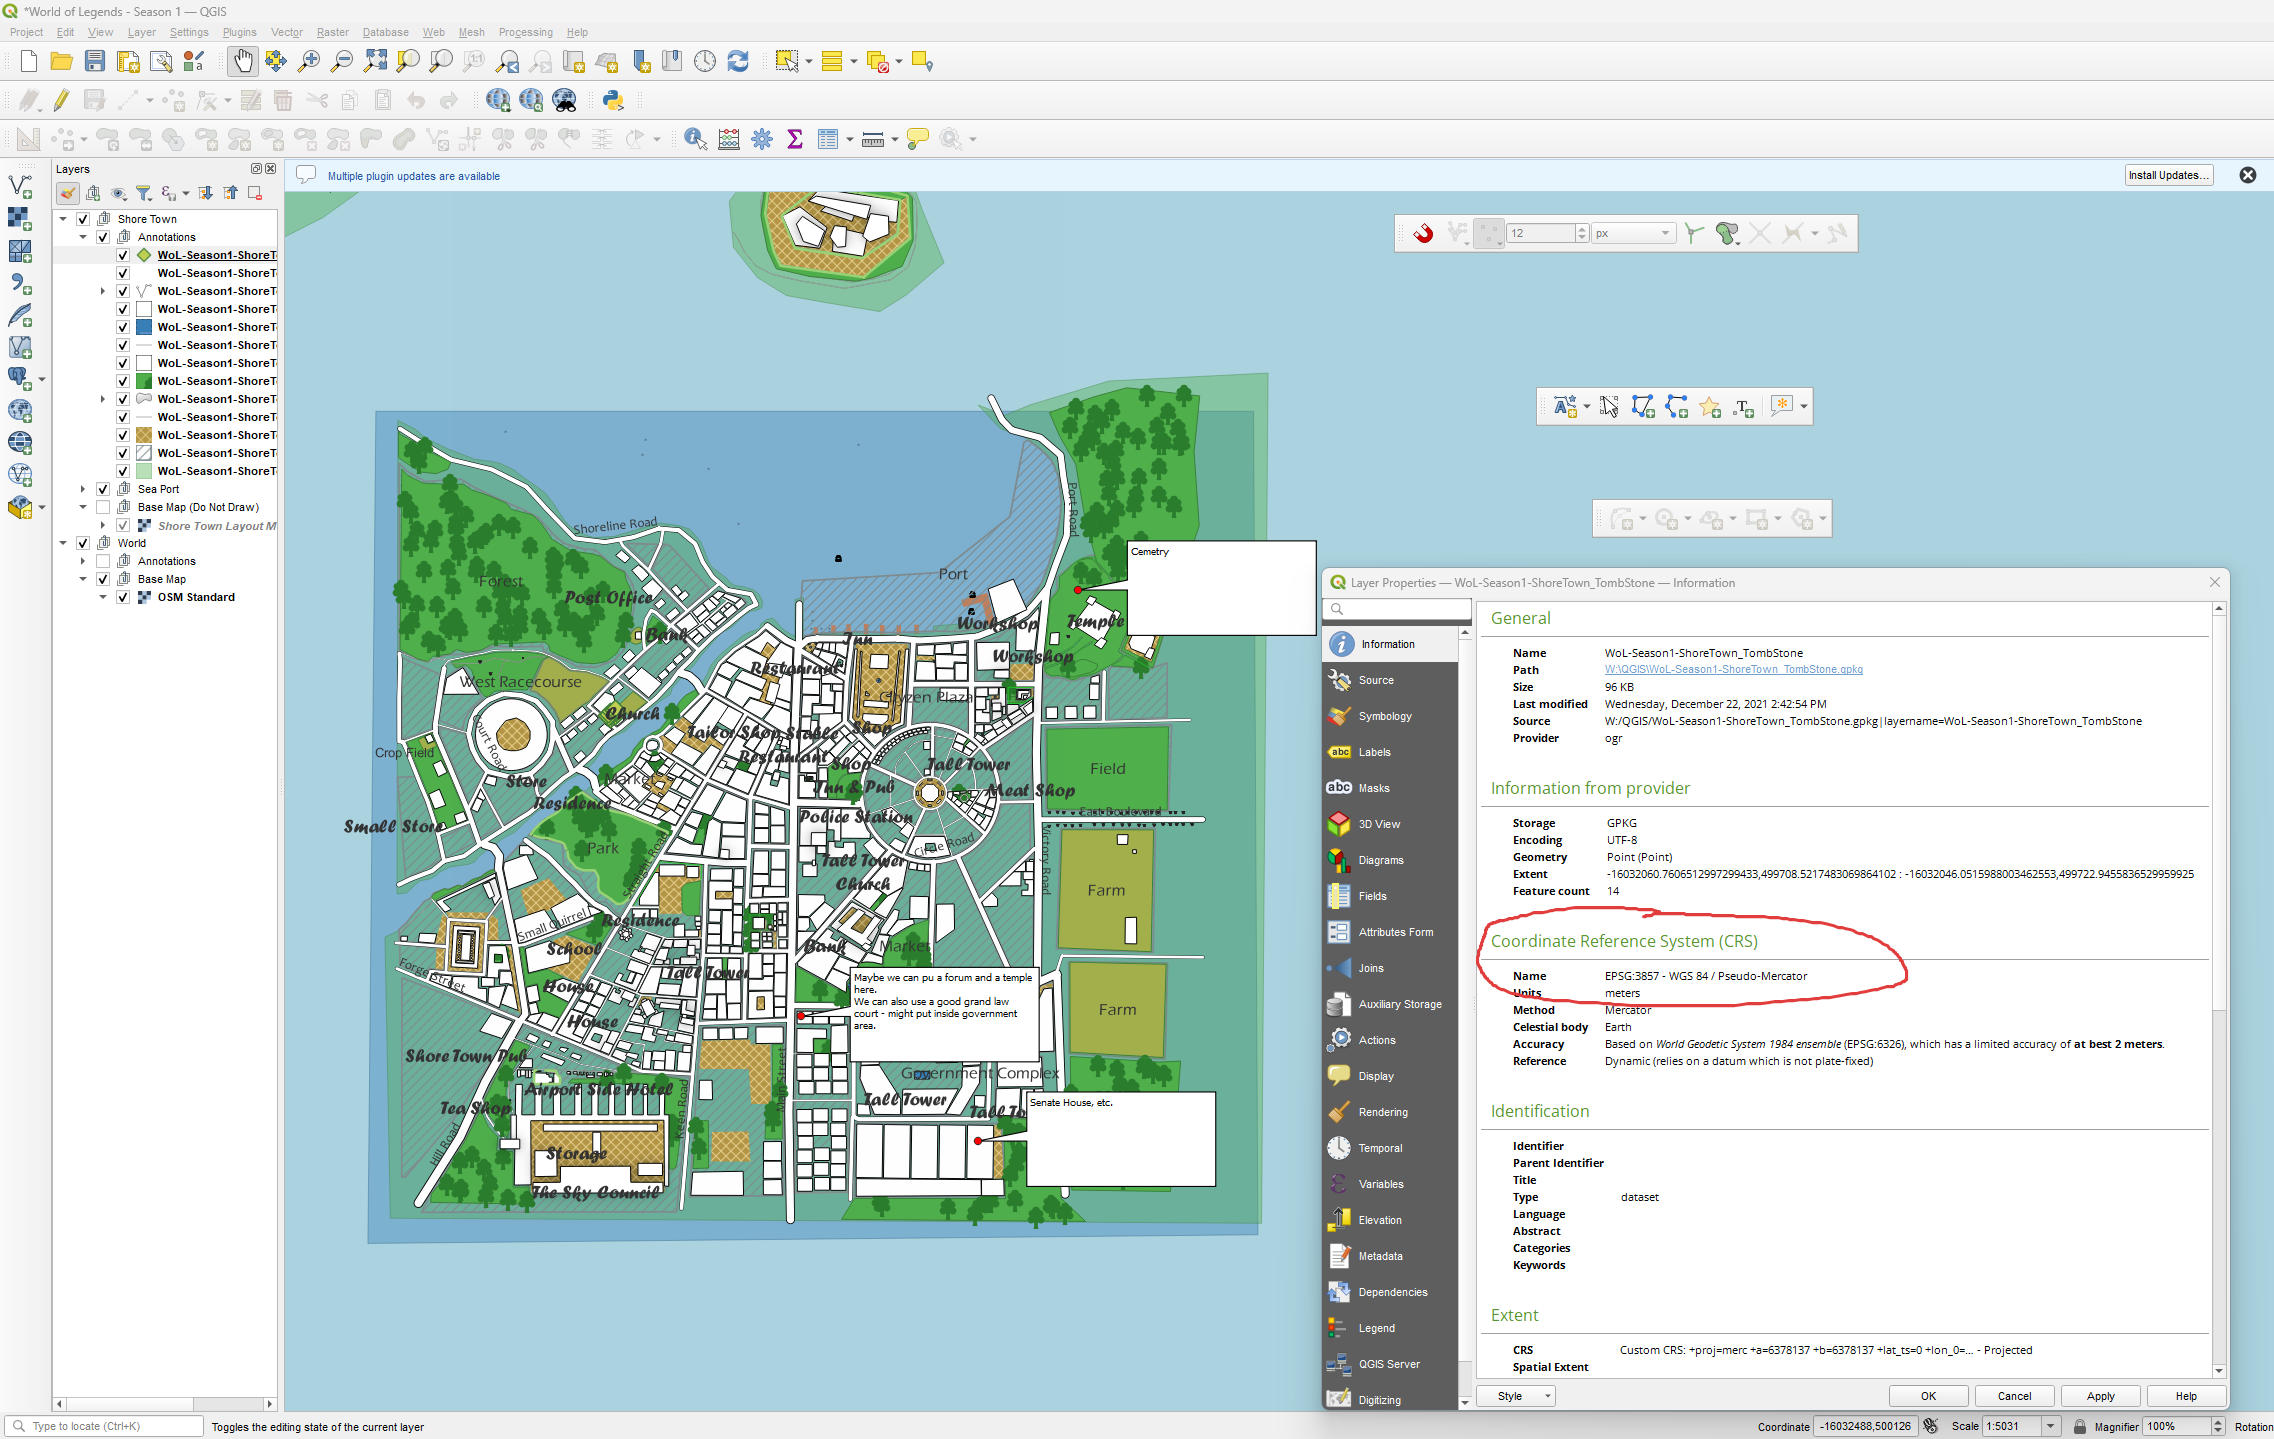 *World of Legends - Season 1 — QGIS
Project Edit View Layer Settings Plugins Vector Raster Database Web Mesh Processing Help
Layers
Multiple plugin updates are available
Install Updates...
Shore Town
Annotations
WoL-Season1-ShoreT
WoL-Season1-ShoreT
WoL-Season1-ShoreT
WoL-Season1-ShoreT
WoL-Season1-ShoreT
WoL-Season1-ShoreT
WoL-Season1-ShoreT
WoL-Season1-ShoreT
WoL-Season1-ShoreT
WoL-Season1-ShoreT
WoL-Season1-ShoreT
WoL-Season1-ShoreT
WoL-Season1-ShoreT
Sea Port
Base Map (Do Not Draw)
Shore Town Layout M
World
Annotations
Base Map
OSM Standard
12
px
Shoreline Road
Port Road
Port
Forest
Post Office
Bank
Inn
Workshop
Temple
Cemetry
Restaurant
Workshop
West Racecourse
Cityzen Plaza
Church
Court Road
Tailor Shop
Stable
Shop
Crop Field
Restaurant
Shop
Tall Tower
Field
Store
Market
Inn & Pub
Meat Shop
Residence
East Boulevard
Small Store
Police Station
Circle Road
Park
Straight Road
Tall Tower
Victory Road
Church
Farm
Small Quirrel
Residence
School
Bank
Market
Forge Street
Tall Tower
House
House
Maybe we can pu a forum and a temple
here.
We can also use a good grand law
court - might put inside government
area.
Farm
Shore Town Pub
Main Street
Government Complex
Airport Side Hotel
Keen Road
Tea Shop
Tall Tower
Tall To
Senate House, etc.
Hill Road
Storage
The Sky Council
Layer Properties — WoL-Season1-ShoreTown_TombStone — Information
Information
Source
Symbology
Labels
Masks
3D View
Diagrams
Fields
Attributes Form
Joins
Auxiliary Storage
Actions
Display
Rendering
Temporal
Variables
Elevation
Metadata
Dependencies
Legend
QGIS Server
Digitizing
General
Name WoL-Season1-ShoreTown_TombStone
Path W:\QGIS\WoL-Season1-ShoreTown_TombStone.gpkg
Size 96 KB
Last modified Wednesday, December 22, 2021 2:42:54 PM
Source W:/QGIS/WoL-Season1-ShoreTown_TombStone.gpkg|layername=WoL-Season1-ShoreTown_TombStone
Provider ogr
Information from provider
Storage GPKG
Encoding UTF-8
Geometry Point (Point)
Extent -16032060.7606512997299433,499708.5217483069864102 : -16032046.0515988003462553,499722.9455836529959925
Feature count 14
Coordinate Reference System (CRS)
Name EPSG:3857 - WGS 84 / Pseudo-Mercator
Units meters
Method Mercator
Celestial body Earth
Accuracy Based on World Geodetic System 1984 ensemble (EPSG:6326), which has a limited accuracy of at best 2 meters.
Reference Dynamic (relies on a datum which is not plate-fixed)
Identification
Identifier
Parent Identifier
Title
Type dataset
Language
Abstract
Categories
Keywords
Extent
CRS Custom CRS: +proj=merc +a=6378137 +b=6378137 +lat_ts=0 +lon_0=... - Projected
Spatial Extent
Style OK Cancel Apply Help
Type to locate (Ctrl+K) Toggles the editing state of the current layer Coordinate -16032488,500126 Scale 1:5031 Magnifier 100% Rotation